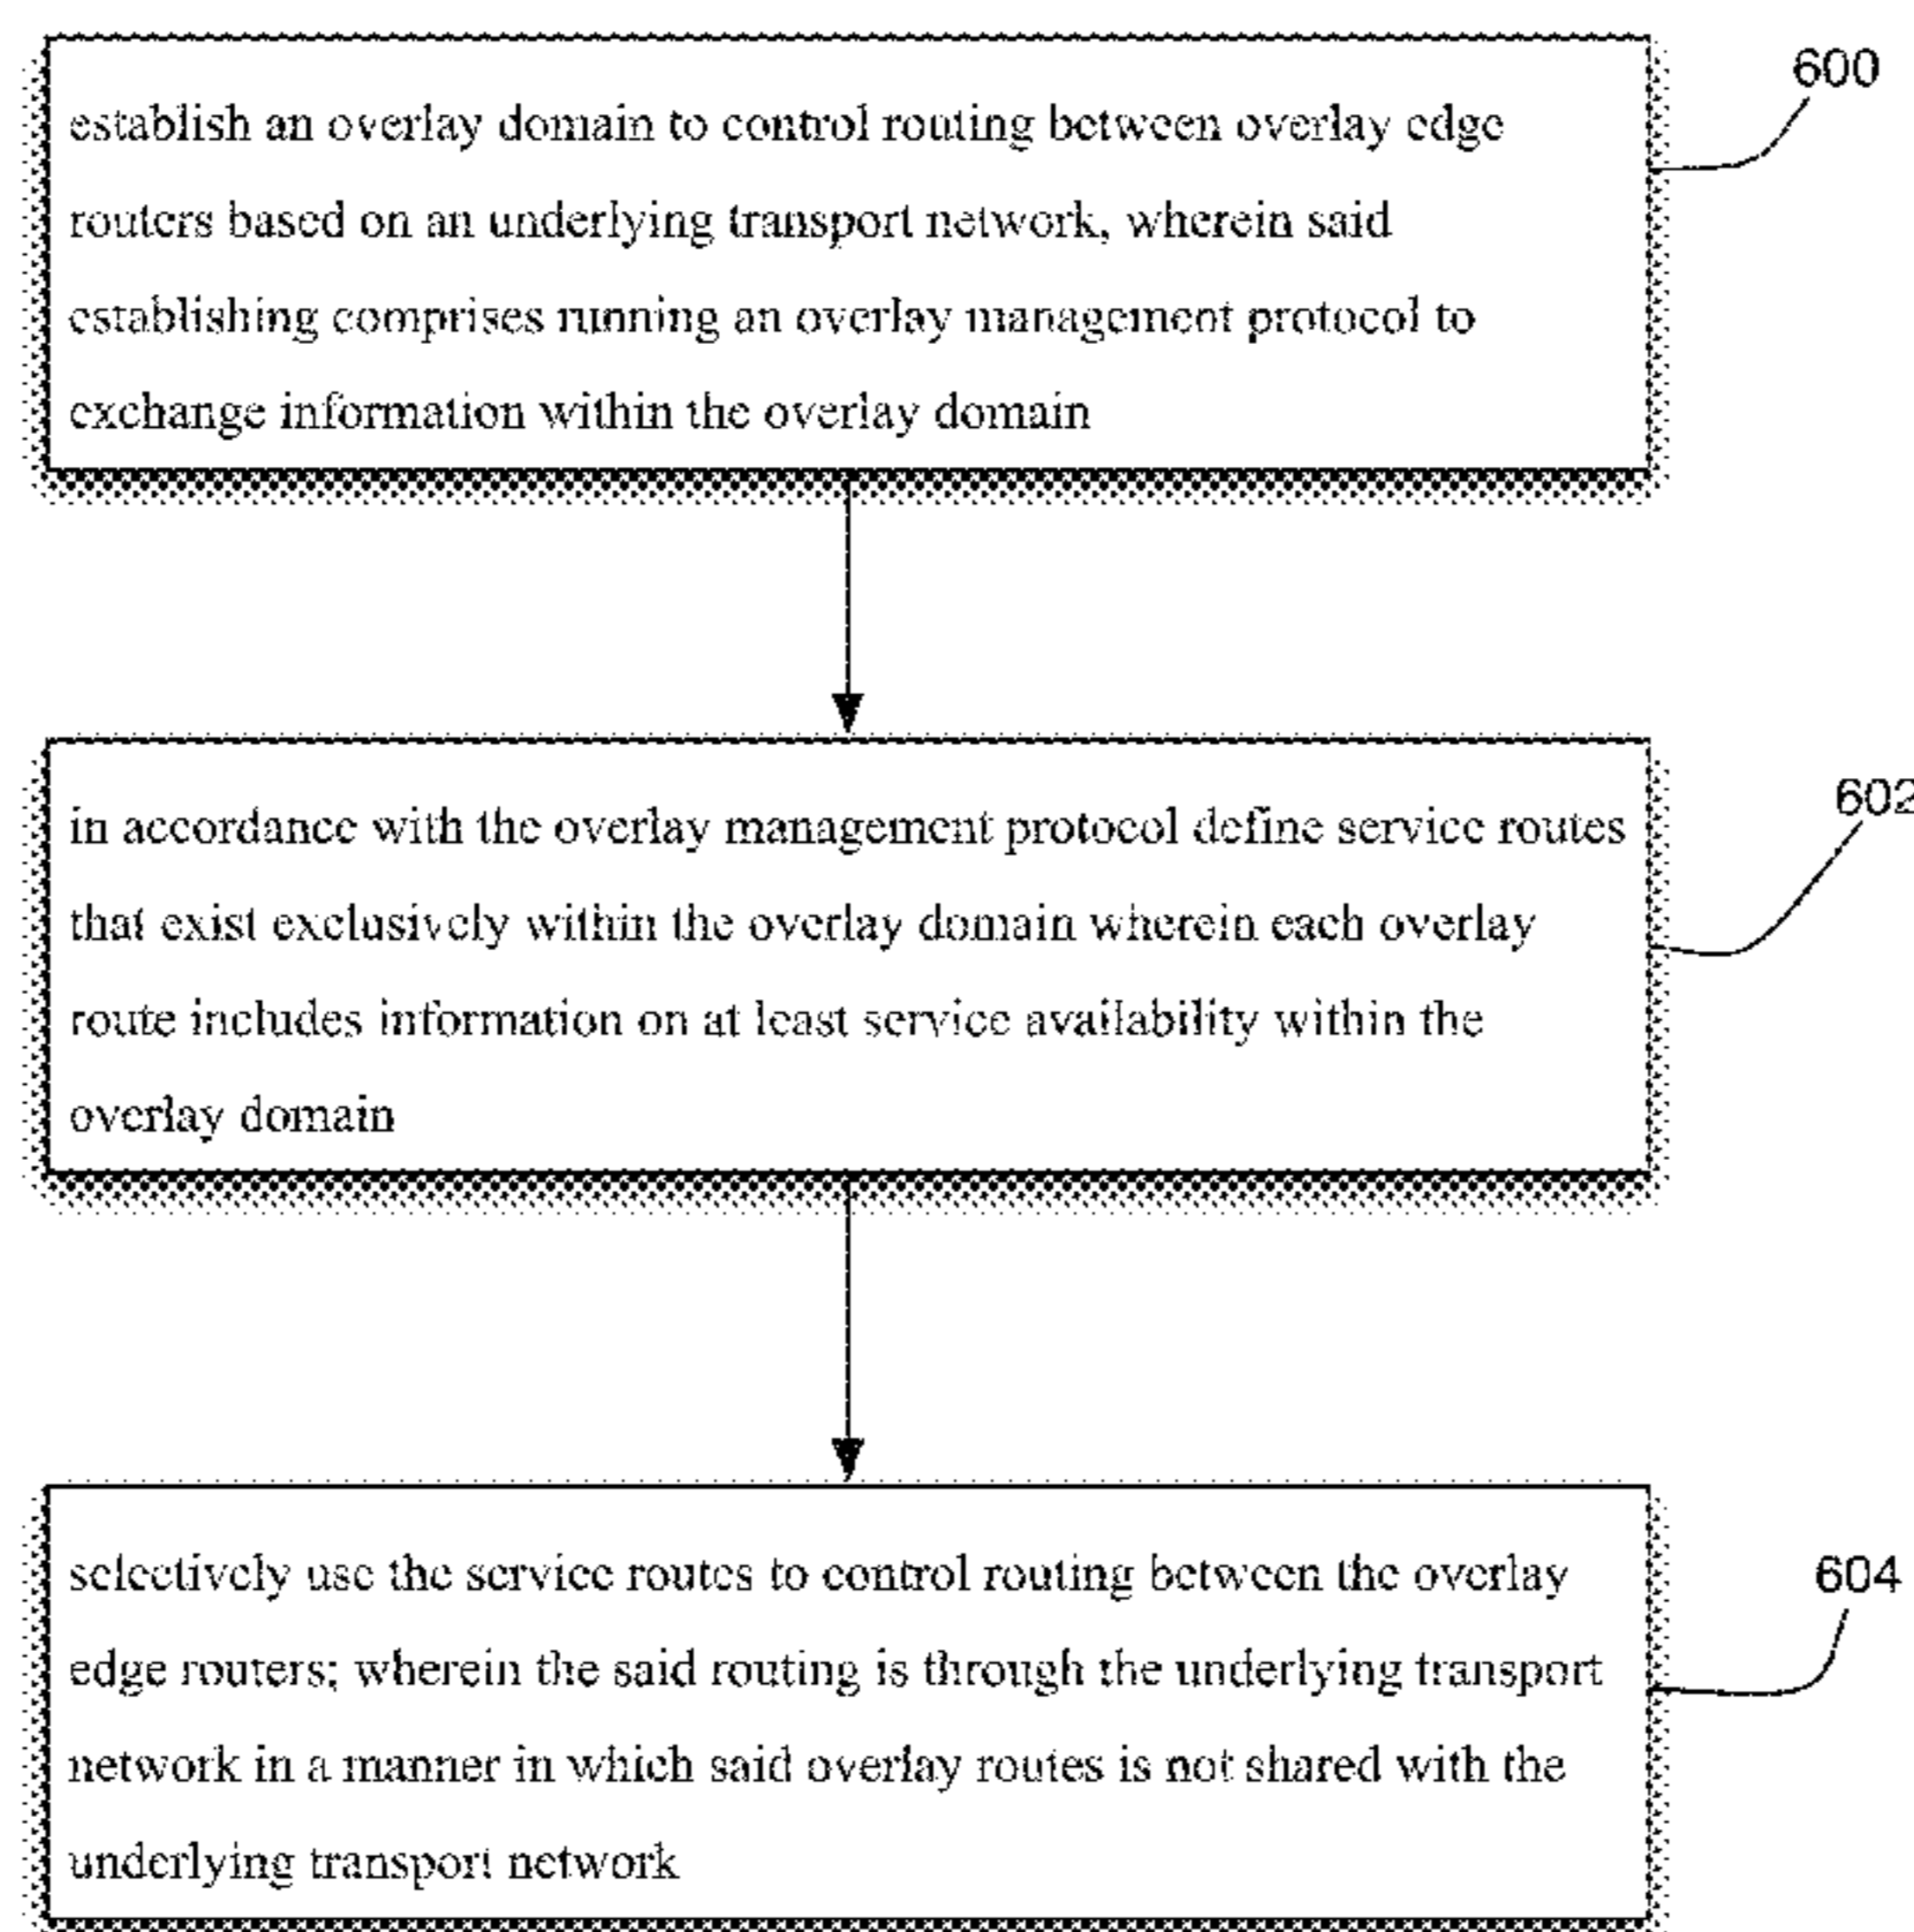 600
establish an overlay domain to control routing between overlay edge
routers based on an underlying transport network, wherein said
establishing comprises running an overlay management protocol to
exchange information within the overlay domain
602
in accordance with the overlay management protocol define service routes
that exist exclusively within the overlay domain wherein each overlay
route includes information on at least service availability within the
overlay domain
604
selectively use the service routes to control routing between the overlay
edge routers; wherein the said routing is through the underlying transport
network in a manner in which said overlay routes is not shared with the
underlying transport network